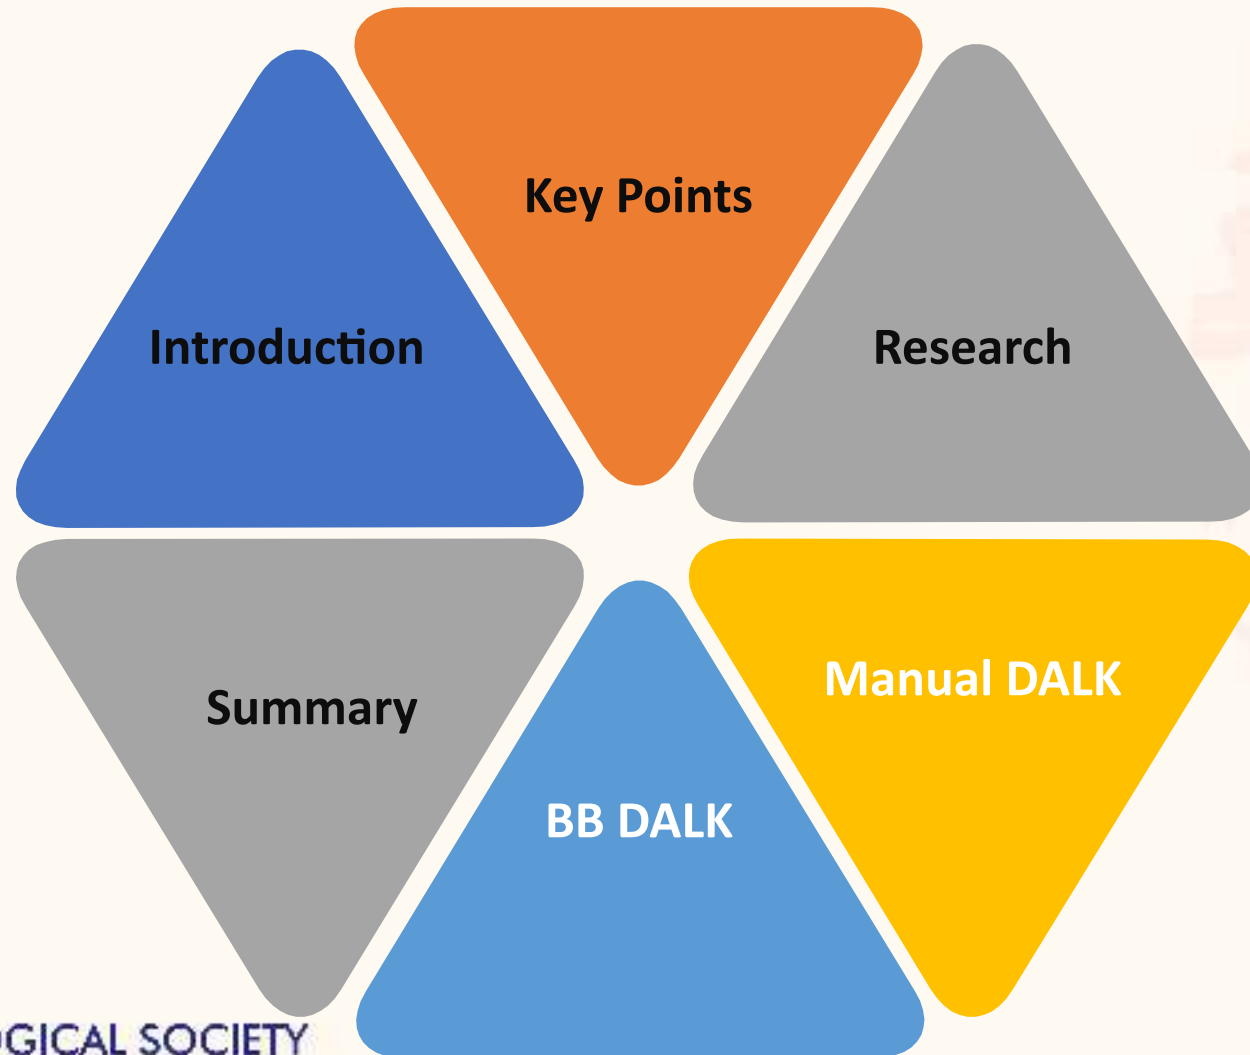 Key Points
Introduction
Research
Manual DALK
Summary
BB DALK
GICAL SOCIETY